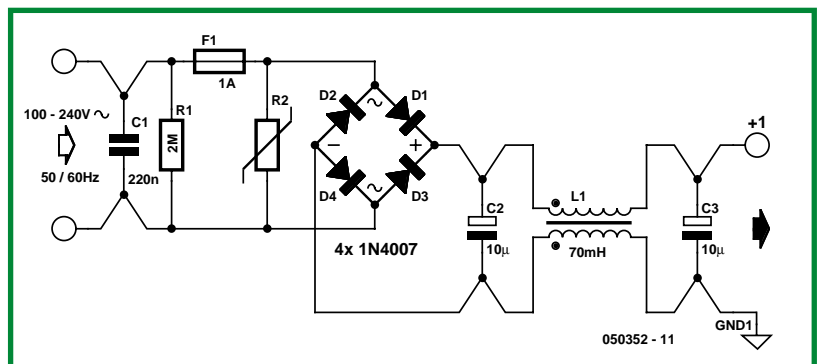 F1
1A
D2
D1
R2
100 - 240V
C1
R1
2M
+1
50 / 60Hz
220n
D4
D3
L1
C2
C3
4x 1N4007
10µ
70mH
10µ
GND1
050352 - 11